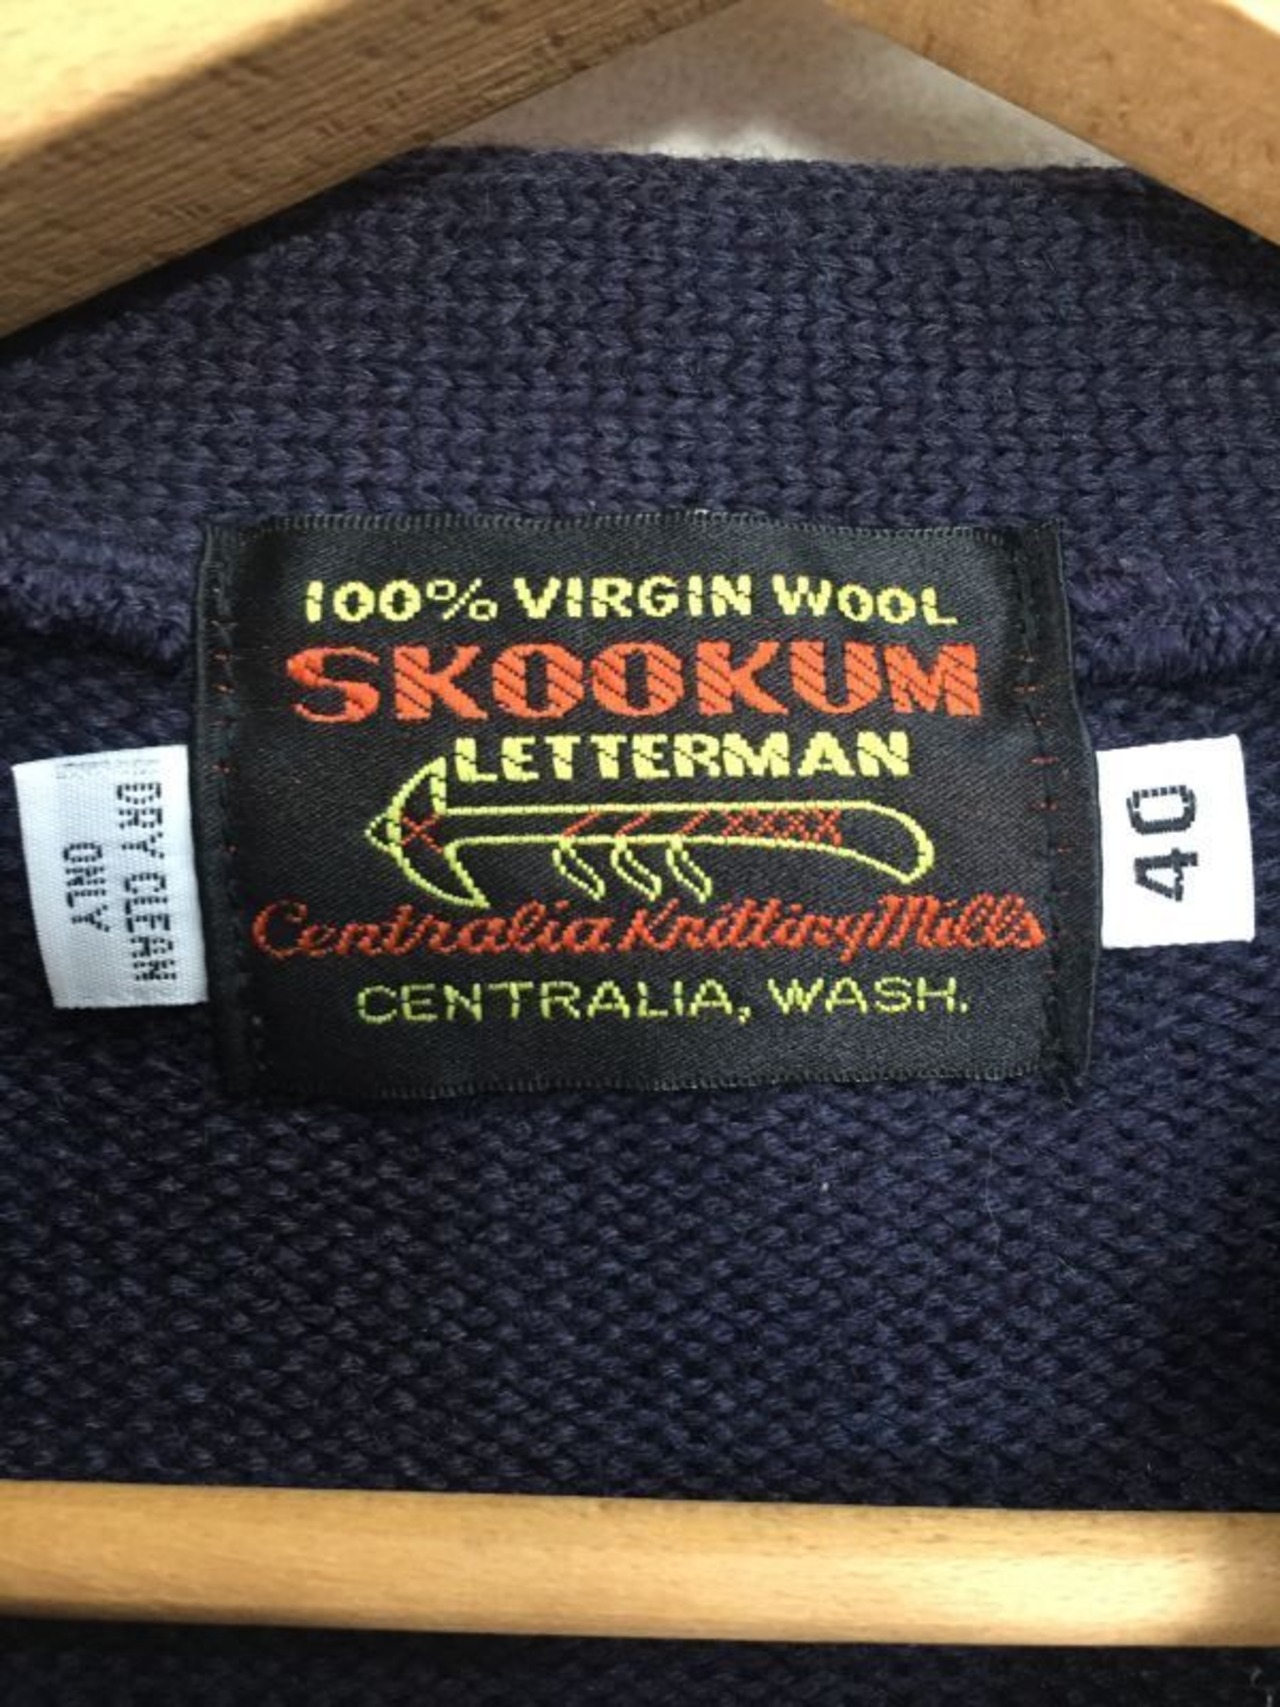 100% VIRGIN WOOL
SKOOKUM
LETTERMAN
Centralia Knitting Mills
CENTRALIA, WASH.
DRY CLEAN
ONLY
40